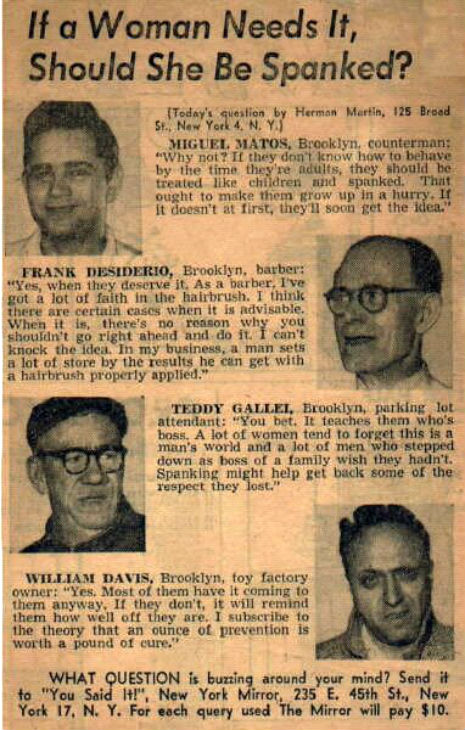 If a Woman Needs It,
Should She Be Spanked?
(Today's question by Herman Martin, 125 Broad
St., New York 4, N. Y.)
MIGUEL MATOS, Brooklyn, counterman:
"Why not? If they don't know how to behave
by the time they're adults, they should be
treated like children and spanked. That
ought to make them grow up in a hurry. If
it doesn't at first, they'll soon get the idea."
FRANK DESIDERIO, Brooklyn, barber:
"Yes, when they deserve it. As a barber, I've
got a lot of faith in the hairbrush. I think
there are certain cases when it is advisable.
When it is, there's no reason why you
shouldn't go right ahead and do it. I can't
knock the idea. In my business, a man sets
a lot of store by the results he can get with
a hairbrush properly applied."
TEDDY GALLEI, Brooklyn, parking lot
attendant: "You bet. It teaches them who's
boss. A lot of women tend to forget this is a
man's world and a lot of men who stepped
down as boss of a family wish they hadn't.
Spanking might help get back some of the
respect they lost."
WILLIAM DAVIS, Brooklyn, toy factory
owner: "Yes. Most of them have it coming to
them anyway. If they don't, it will remind
them how well off they are. I subscribe to
the theory that an ounce of prevention is
worth a pound of cure."
WHAT QUESTION is buzzing around your mind? Send it
to "You Said It!", New York Mirror, 235 E. 45th St., New
York 17, N. Y. For each query used The Mirror will pay $10.